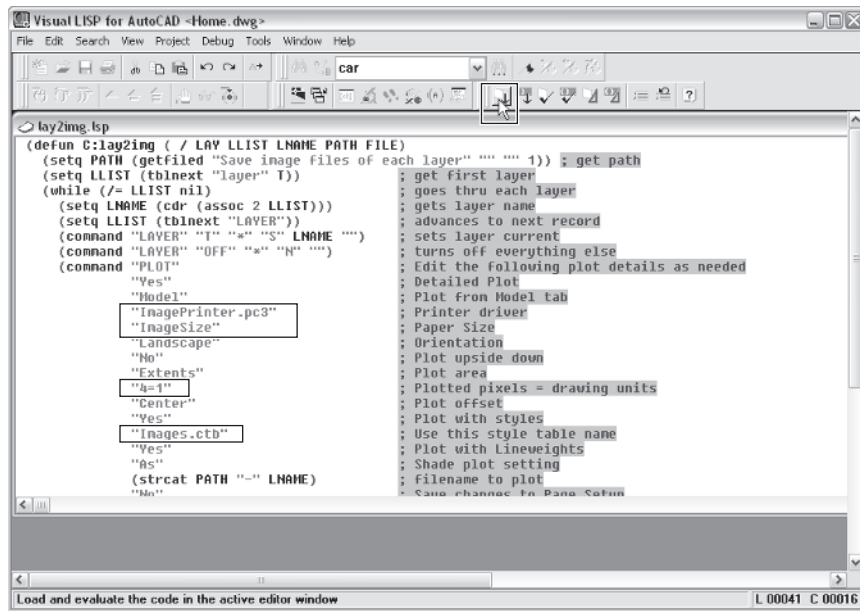 Visual LISP for AutoCAD <Home.dwg>
File Edit Search View Project Debug Tools Window Help
car
lay2img.lsp
(defun C:lay2img ( / LAY LLIST LNAME PATH FILE)
(setq PATH (getfiled "Save image files of each layer" "" "" 1)) ; get path
(setq LLIST (tblnext "layer" T)) ; get first layer
(while (/= LLIST nil) ; goes thru each layer
(setq LNAME (cdr (assoc 2 LLIST))) ; gets layer name
(setq LLIST (tblnext "LAYER")) ; advances to next record
(command "LAYER" "T" "*" "S" LNAME "") ; sets layer current
(command "LAYER" "OFF" "*" "N" "") ; turns off everything else
(command "PLOT" ; Edit the following plot details as needed
"Yes" ; Detailed Plot
"Model" ; Plot from Model tab
"ImagePrinter.pc3" ; Printer driver
"ImageSize" ; Paper Size
"Landscape" ; Orientation
"No" ; Plot upside down
"Extents" ; Plot area
"4=1" ; Plotted pixels = drawing units
"Center" ; Plot offset
"Yes" ; Plot with styles
"Images.ctb" ; Use this style table name
"Yes" ; Plot with Lineweights
"As" ; Shade plot setting
(strcat PATH "-" LNAME) ; filename to plot
"No" ; Save changes to Page Setup
Load and evaluate the code in the active editor window
L 00041 C 00016